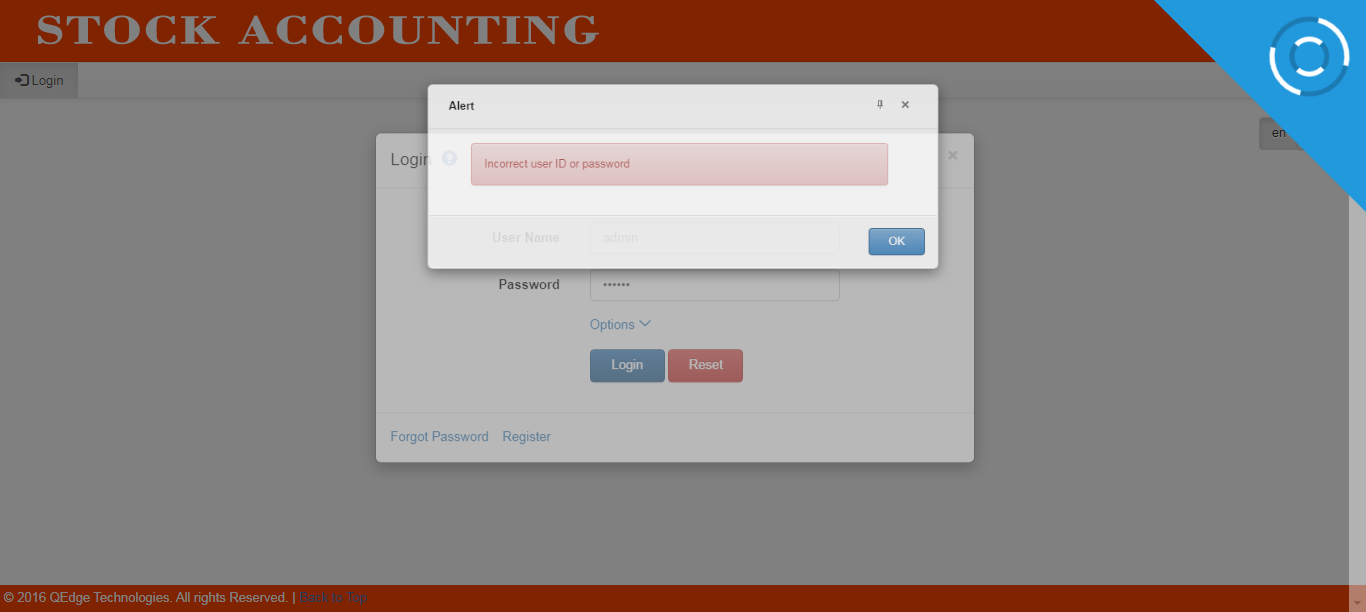 STOCK ACCOUNTING
Login
en
Alert
Login
Incorrect user ID or password
User Name admin
OK
Password ••••••
Options
Login Reset
Forgot Password Register
© 2016 QEdge Technologies. All rights Reserved. | Back to Top